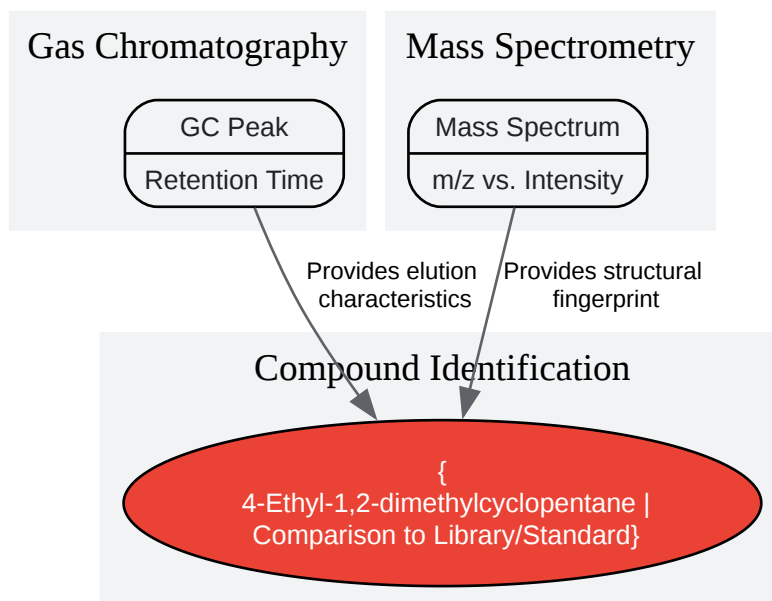 Gas Chromatography
Mass Spectrometry
GC Peak
Retention Time
Mass Spectrum
m/z vs. Intensity
Provides elution
characteristics
Provides structural
fingerprint
Compound Identification
{
4-Ethyl-1,2-dimethylcyclopentane |
Comparison to Library/Standard}